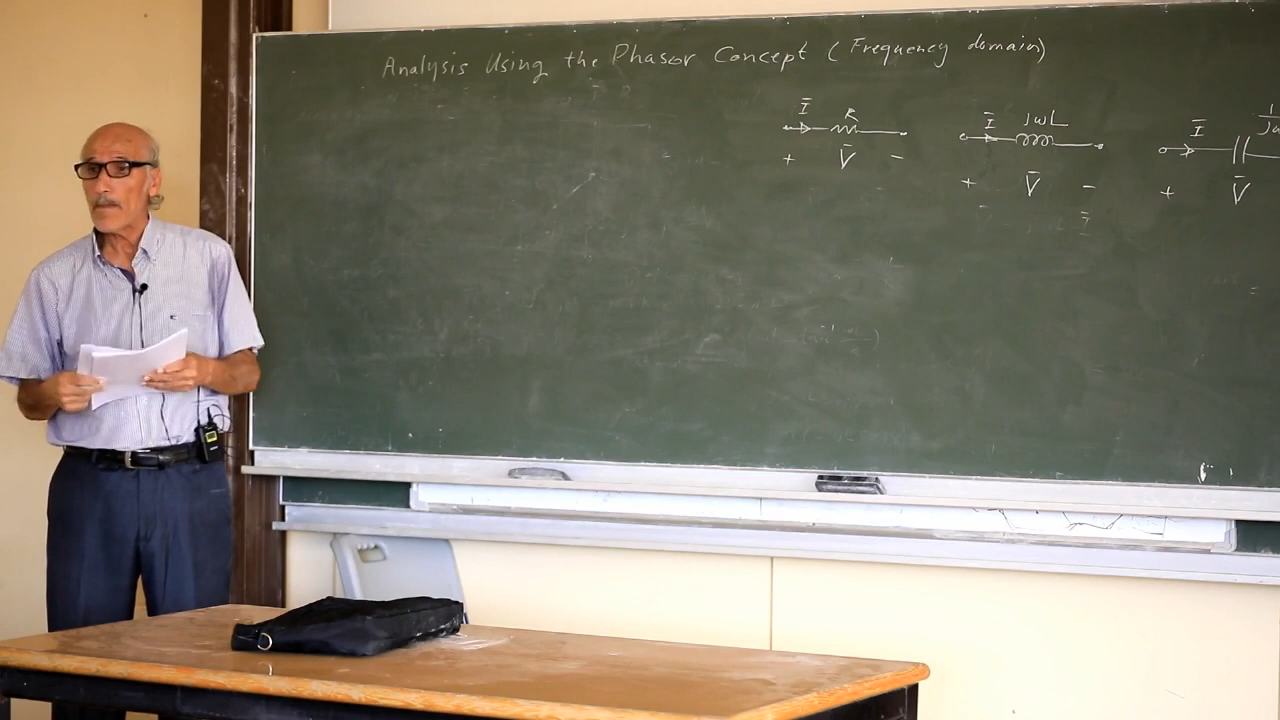 Analysis Using the Phasor Concept (Frequency domain)
Ī R
+ V̄ −
Ī jωL
+ V̄ −
Ī
+ V̄